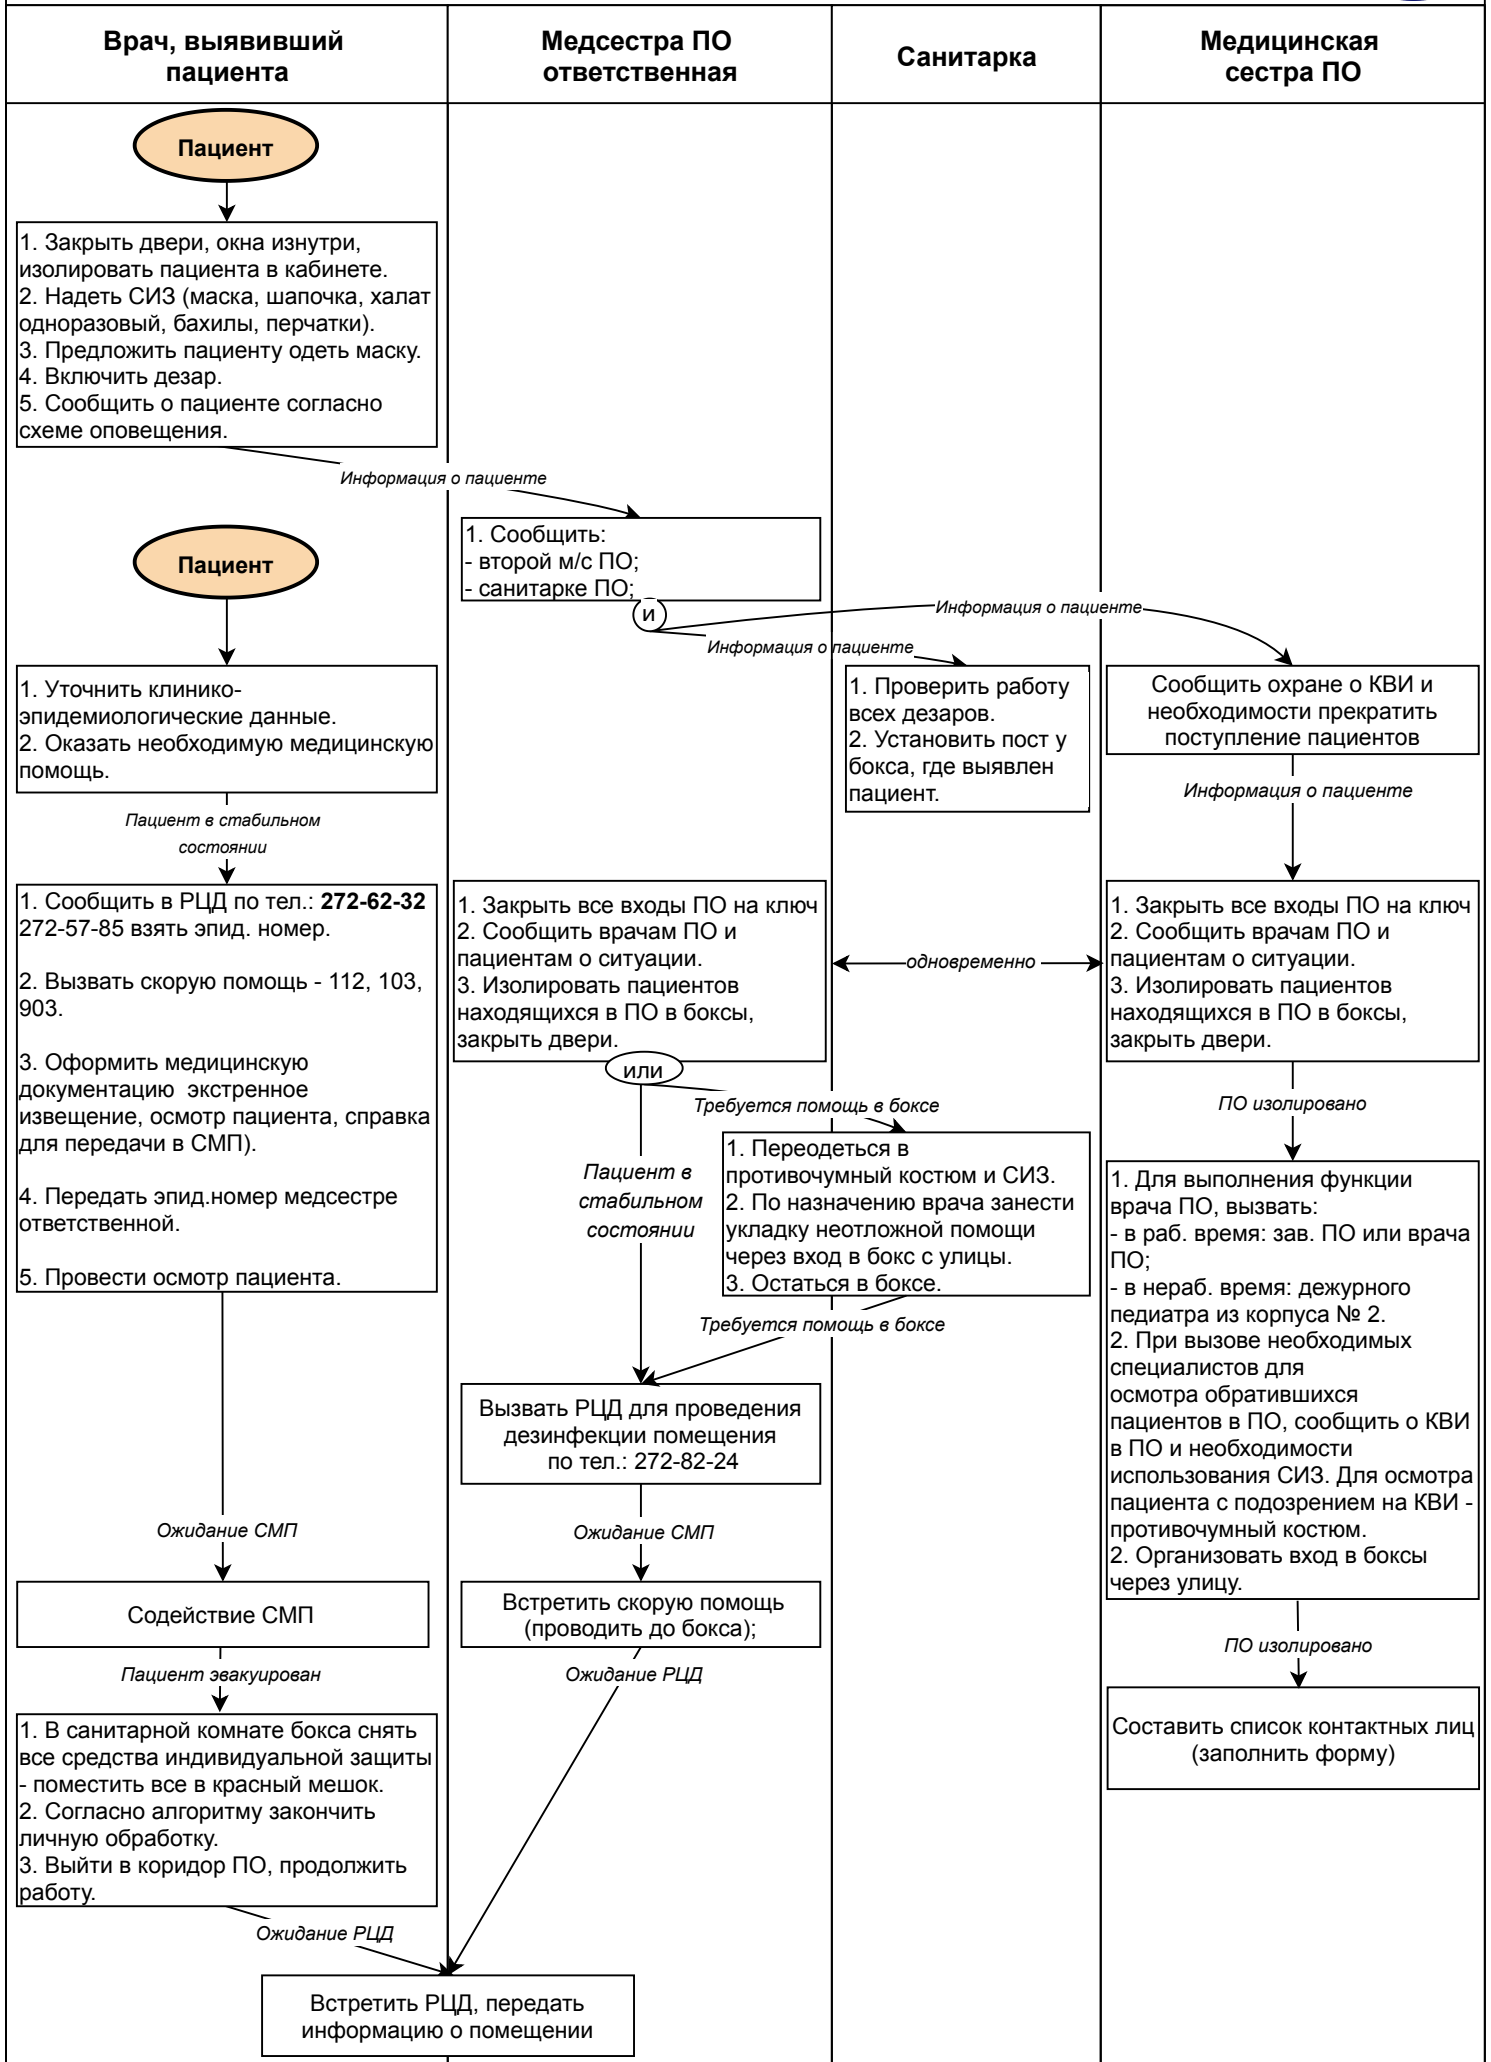 Врач, выявивший
пациента
Медсестра ПО
ответственная
Санитарка
Медицинская
сестра ПО
Пациент
1. Закрыть двери, окна изнутри,
изолировать пациента в кабинете.
2. Надеть СИЗ (маска, шапочка, халат
одноразовый, бахилы, перчатки).
3. Предложить пациенту одеть маску.
4. Включить дезар.
5. Сообщить о пациенте согласно
схеме оповещения.
Информация о пациенте
1. Сообщить:
- второй м/с ПО;
- санитарке ПО;
и
Информация о пациенте
Информация о пациенте
Пациент
1. Уточнить клинико-
эпидемиологические данные.
2. Оказать необходимую медицинскую
помощь.
1. Проверить работу
всех дезаров.
2. Установить пост у
бокса, где выявлен
пациент.
Сообщить охране о КВИ и
необходимости прекратить
поступление пациентов
Информация о пациенте
Пациент в стабильном
состоянии
1. Сообщить в РЦД по тел.: 272-62-32
272-57-85 взять эпид. номер.
2. Вызвать скорую помощь - 112, 103,
903.
3. Оформить медицинскую
документацию  экстренное
извещение, осмотр пациента, справка
для передачи в СМП).
4. Передать эпид.номер медсестре
ответственной.
5. Провести осмотр пациента.
1. Закрыть все входы ПО на ключ
2. Сообщить врачам ПО и
пациентам о ситуации.
3. Изолировать пациентов
находящихся в ПО в боксы,
закрыть двери.
одновременно
1. Закрыть все входы ПО на ключ
2. Сообщить врачам ПО и
пациентам о ситуации.
3. Изолировать пациентов
находящихся в ПО в боксы,
закрыть двери.
или
Требуется помощь в боксе
ПО изолировано
Пациент в
стабильном
состоянии
1. Переодеться в
противочумный костюм и СИЗ.
2. По назначению врача занести
укладку неотложной помощи
через вход в бокс с улицы.
3. Остаться в боксе.
Требуется помощь в боксе
1. Для выполнения функции
врача ПО, вызвать:
- в раб. время: зав. ПО или врача
ПО;
- в нераб. время: дежурного
педиатра из корпуса № 2.
2. При вызове необходимых
специалистов для
осмотра обратившихся
пациентов в ПО, сообщить о КВИ
в ПО и необходимости
использования СИЗ. Для осмотра
пациента с подозрением на КВИ -
противочумный костюм.
2. Организовать вход в боксы
через улицу.
Вызвать РЦД для проведения
дезинфекции помещения
по тел.: 272-82-24
Ожидание СМП
Ожидание СМП
Содействие СМП
Встретить скорую помощь
(проводить до бокса);
ПО изолировано
Пациент эвакуирован
Ожидание РЦД
1. В санитарной комнате бокса снять
все средства индивидуальной защиты
- поместить все в красный мешок.
2. Согласно алгоритму закончить
личную обработку.
3. Выйти в коридор ПО, продолжить
работу.
Составить список контактных лиц
(заполнить форму)
Ожидание РЦД
Встретить РЦД, передать
информацию о помещении